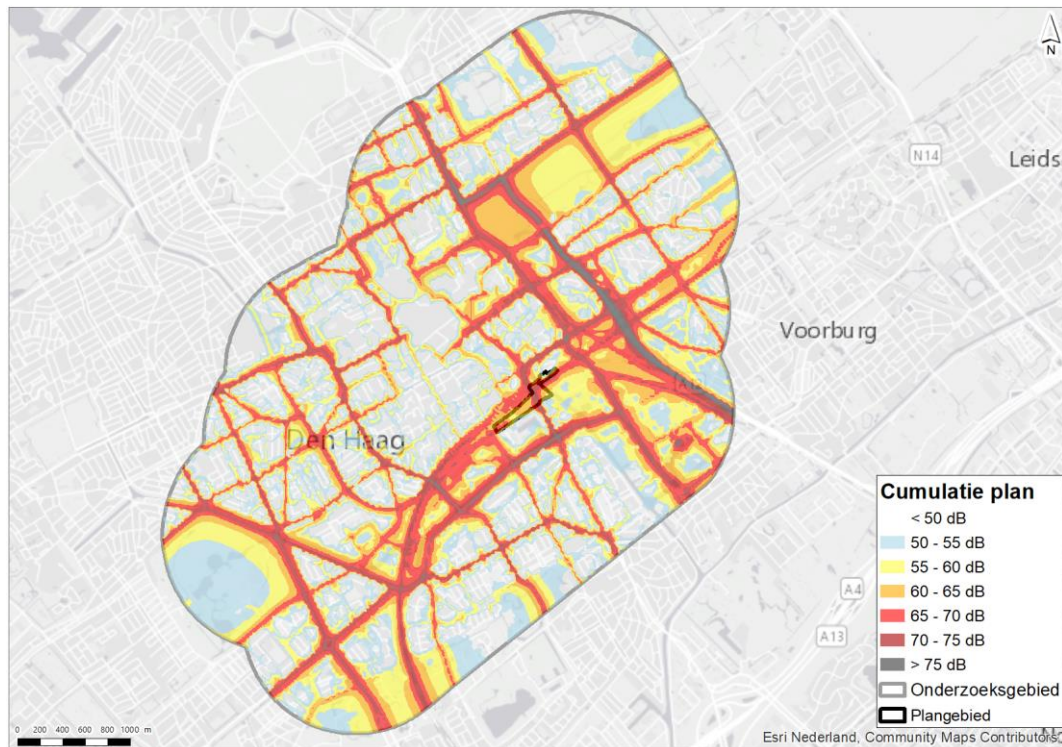 N
N14
Leids
Voorburg
Den Haag
Cumulatie plan
< 50 dB
50 - 55 dB
55 - 60 dB
60 - 65 dB
65 - 70 dB
70 - 75 dB
> 75 dB
Onderzoeksgebied
Plangebied
A4
A13
0 200 400 600 800 1000 m
Esri Nederland, Community Maps Contributors